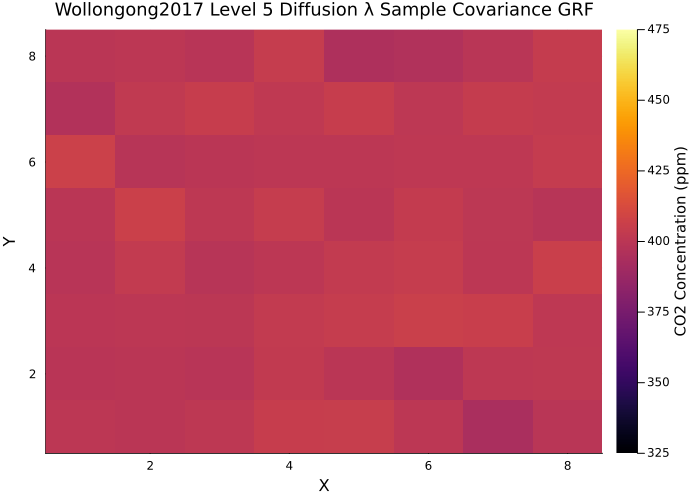 Wollongong2017 Level 5 Diffusion λ Sample Covariance GRF
8
6
4
2
Y
2 4 6 8
X
475
450
425
400
375
350
325
CO2 Concentration (ppm)